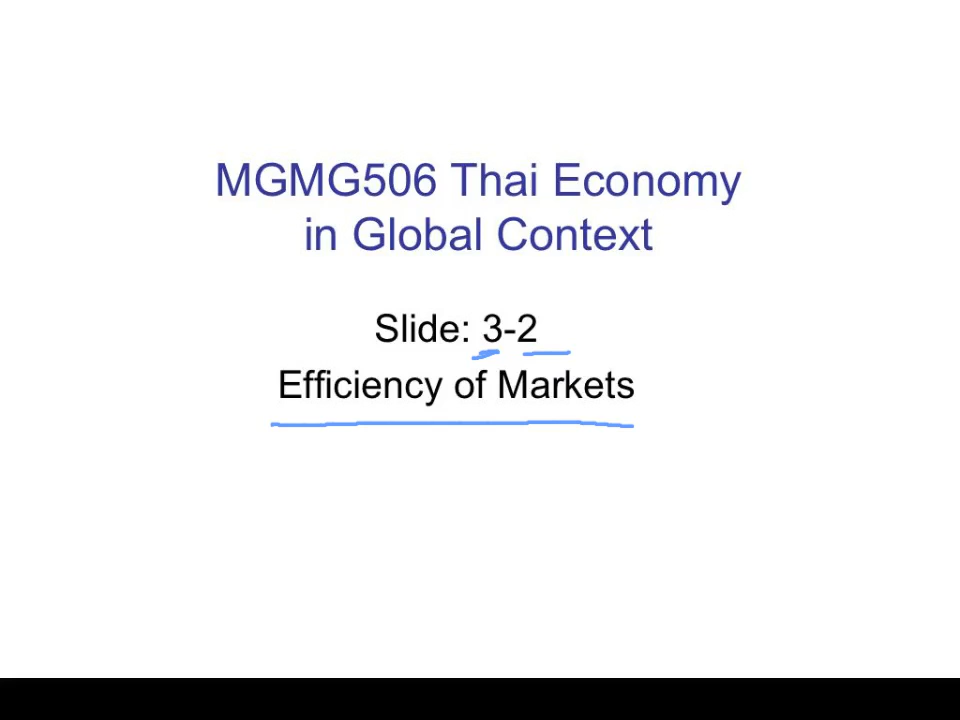 MGMG506 Thai Economy
in Global Context
Slide: 3-2
Efficiency of Markets